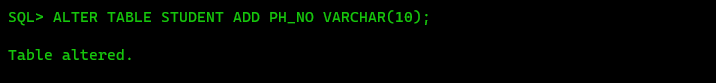 SQL> ALTER TABLE STUDENT ADD PH_NO VARCHAR(10);
Table altered.